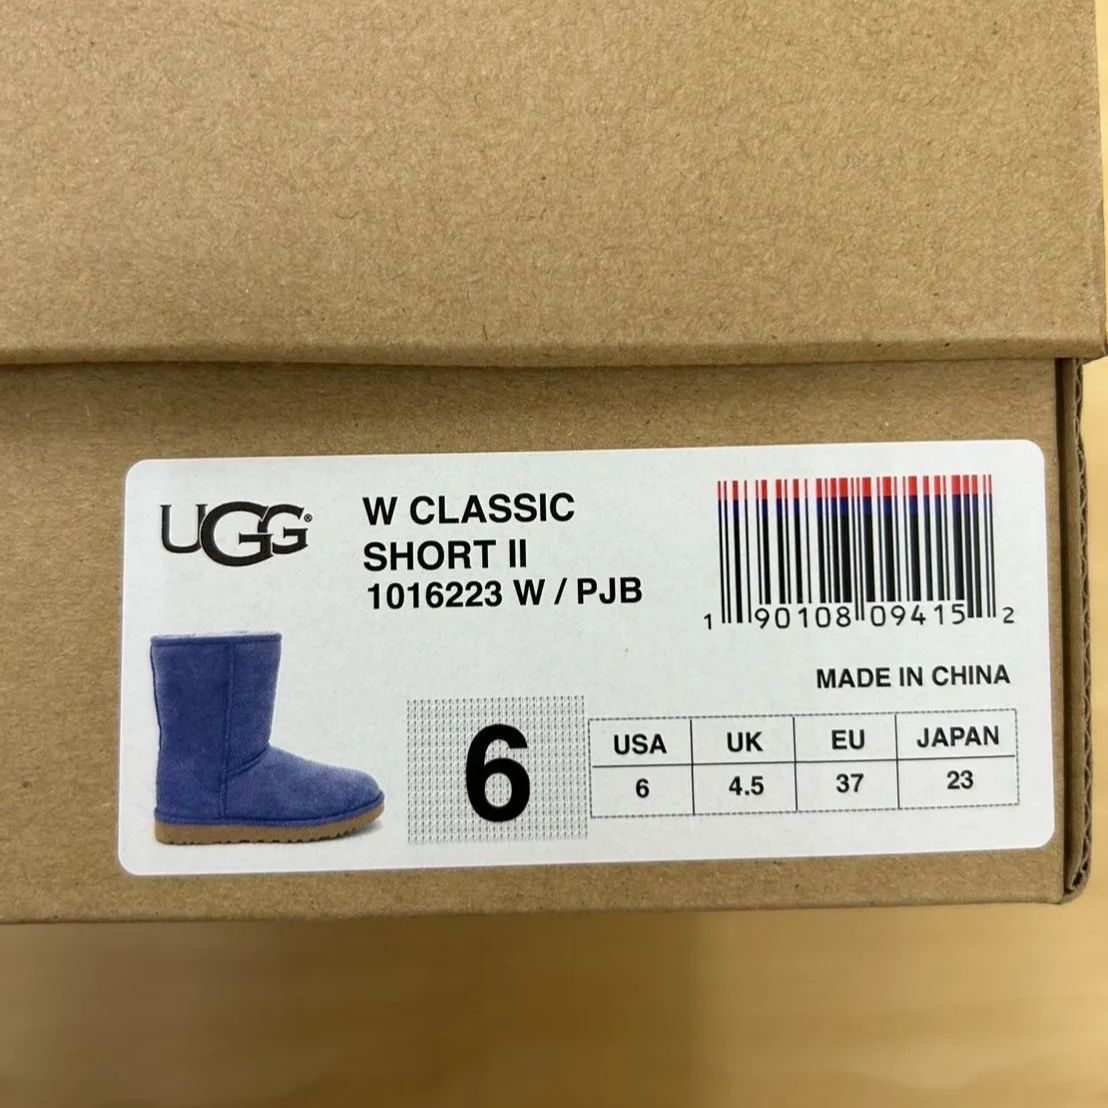 UGG®
W CLASSIC
SHORT II
1016223 W / PJB
1 90108 09415 2
MADE IN CHINA
6
USA UK EU JAPAN
6 4.5 37 23